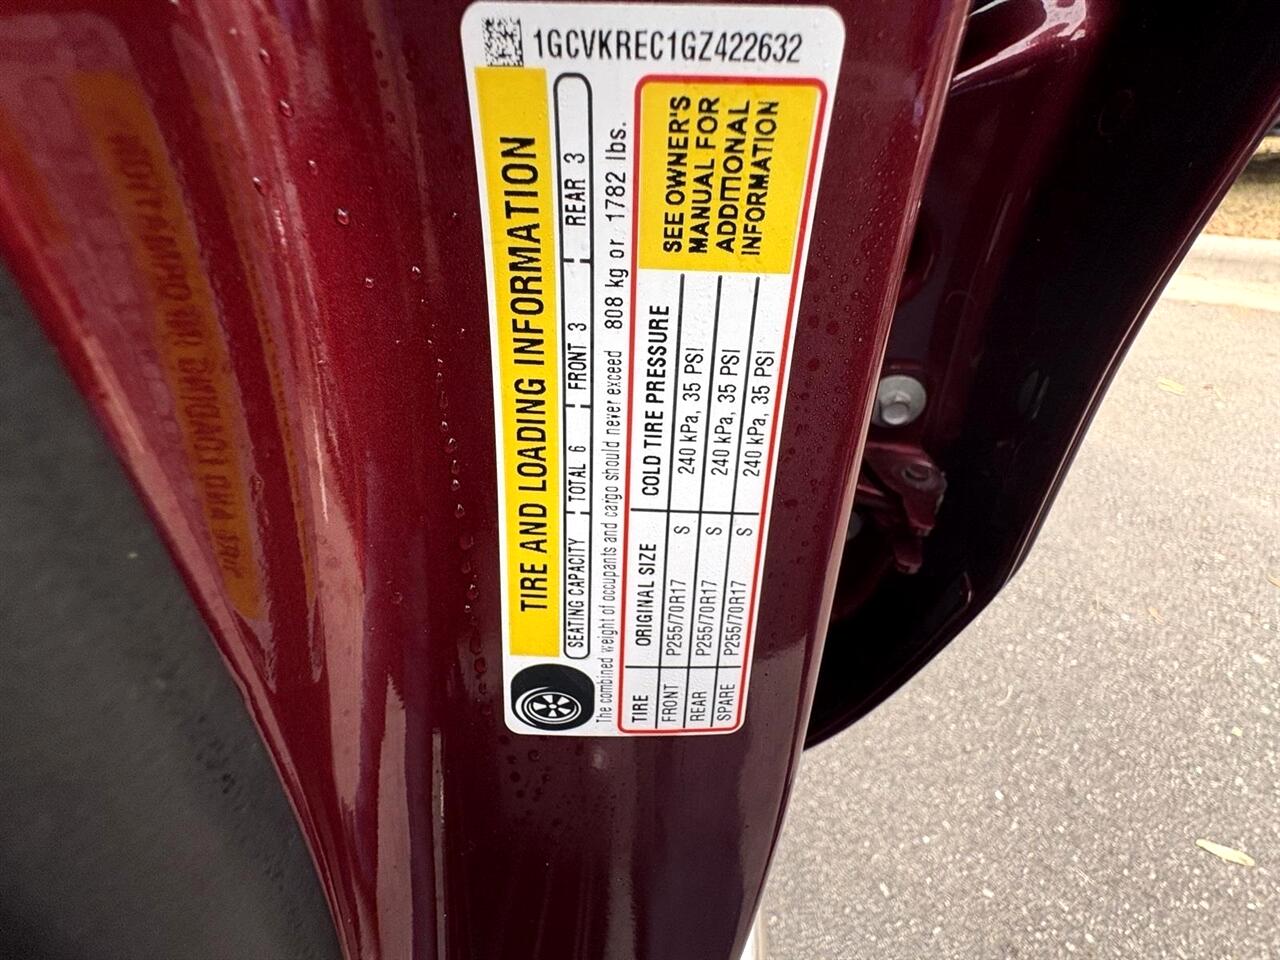 1GCVKREC1GZ422632
TIRE AND LOADING INFORMATION
SEATING CAPACITY TOTAL 6 FRONT 3 REAR 3
The combined weight of occupants and cargo should never exceed 808 kg or 1782 lbs.
TIRE ORIGINAL SIZE COLD TIRE PRESSURE
FRONT P255/70R17 S 240 kPa, 35 PSI
REAR P255/70R17 S 240 kPa, 35 PSI
SPARE P255/70R17 S 240 kPa, 35 PSI
SEE OWNER'S
MANUAL FOR
ADDITIONAL
INFORMATION